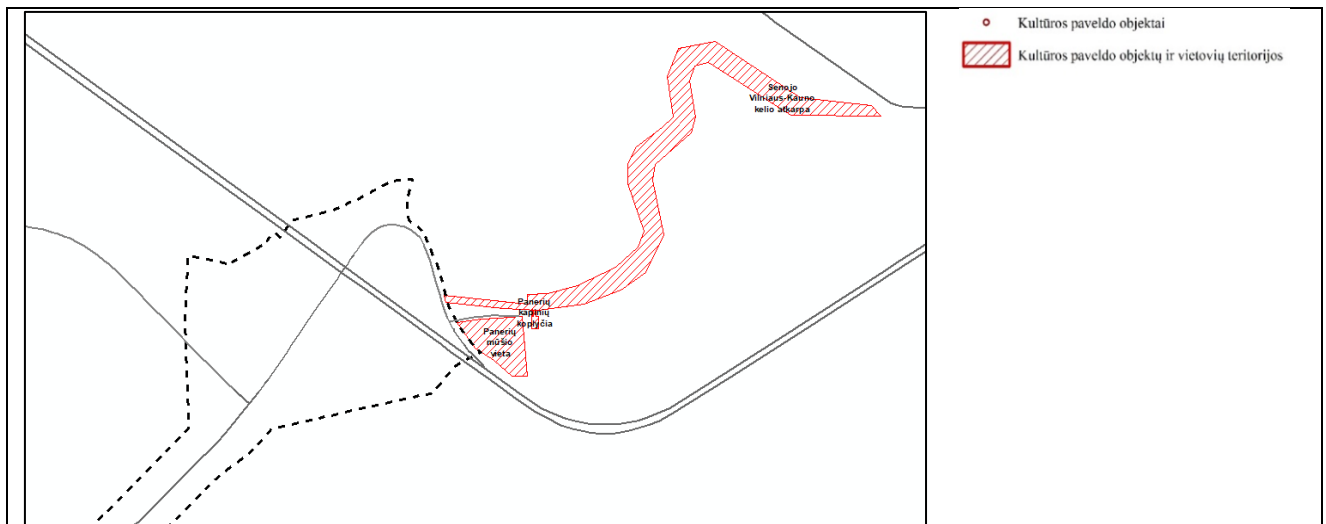 Senojo
Vilniaus-Kauno
kelio atkarpa
Panerių
kapinių
koplyčia
Panerių
mūšio
vieta
Kultūros paveldo objektai
Kultūros paveldo objektų ir vietovių teritorijos